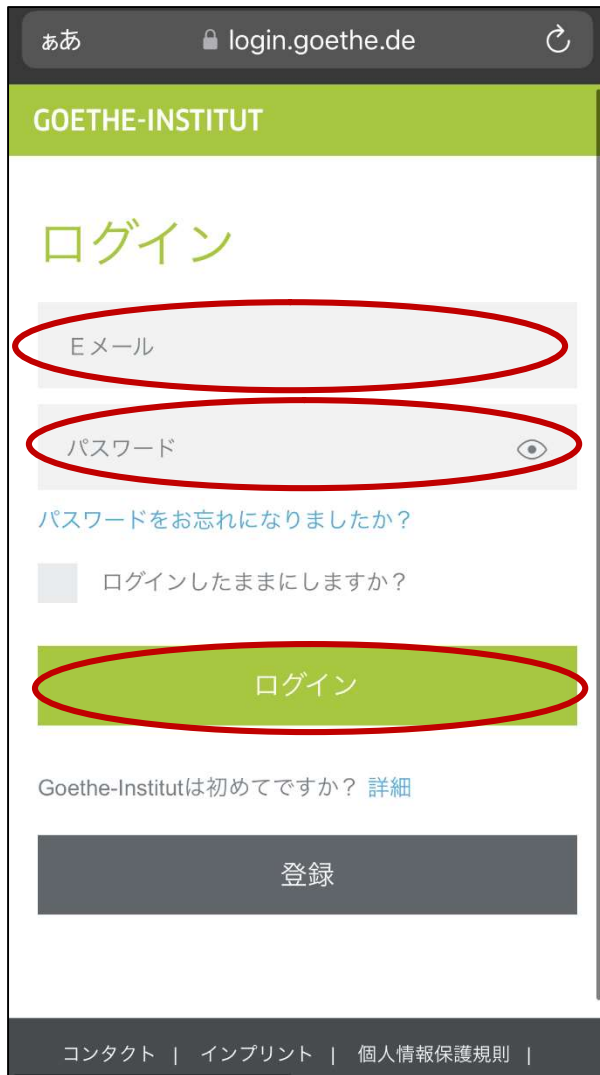 ぁあ login.goethe.de
GOETHE-INSTITUT
ログイン
Eメール
パスワード
パスワードをお忘れになりましたか？
ログインしたままにしますか？
ログイン
Goethe-Institutは初めてですか？ 詳細
登録
コンタクト | インプリント | 個人情報保護規則 |